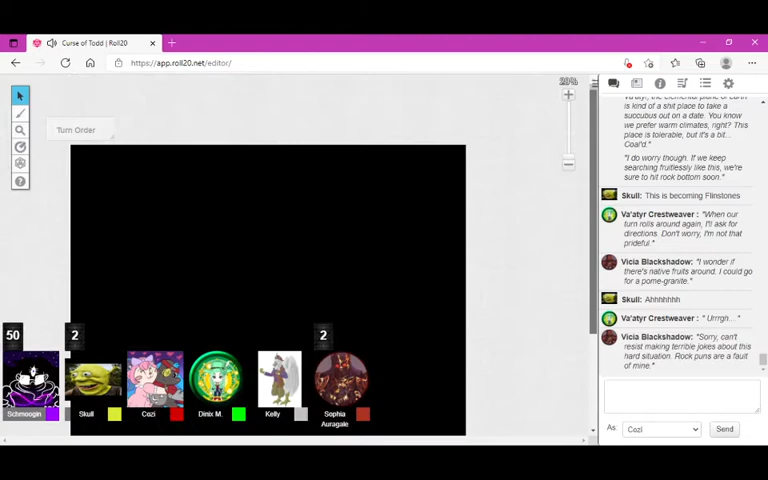 Curse of Todd | Roll20
https://app.roll20.net/editor/
20%
Turn Order
Va'atyr, the elemental plane of earth
is kind of a shit place to take a
succubus out on a date. You know
we prefer warm climates, right? This
place is tolerable, but it's a bit...
Coal'd."
"I do worry though. If we keep
searching fruitlessly like this, we're
sure to hit rock bottom soon."
Skull: This is becoming Flinstones
Va'atyr Crestweaver : "When our
turn rolls around again, I'll ask for
directions. Don't worry, I'm not that
prideful."
Vicia Blackshadow: "I wonder if
there's native fruits around. I could go
for a pome-granite."
Skull: Ahhhhhhh
Va'atyr Crestweaver : " Urrrgh..."
Vicia Blackshadow: "Sorry, can't
resist making terrible jokes about this
hard situation. Rock puns are a fault
of mine."
50
2
2
Schmoogin
Skull
Cozi
Dinix M.
Kelly
Sophia
Auragale
As:
Cozi
Send